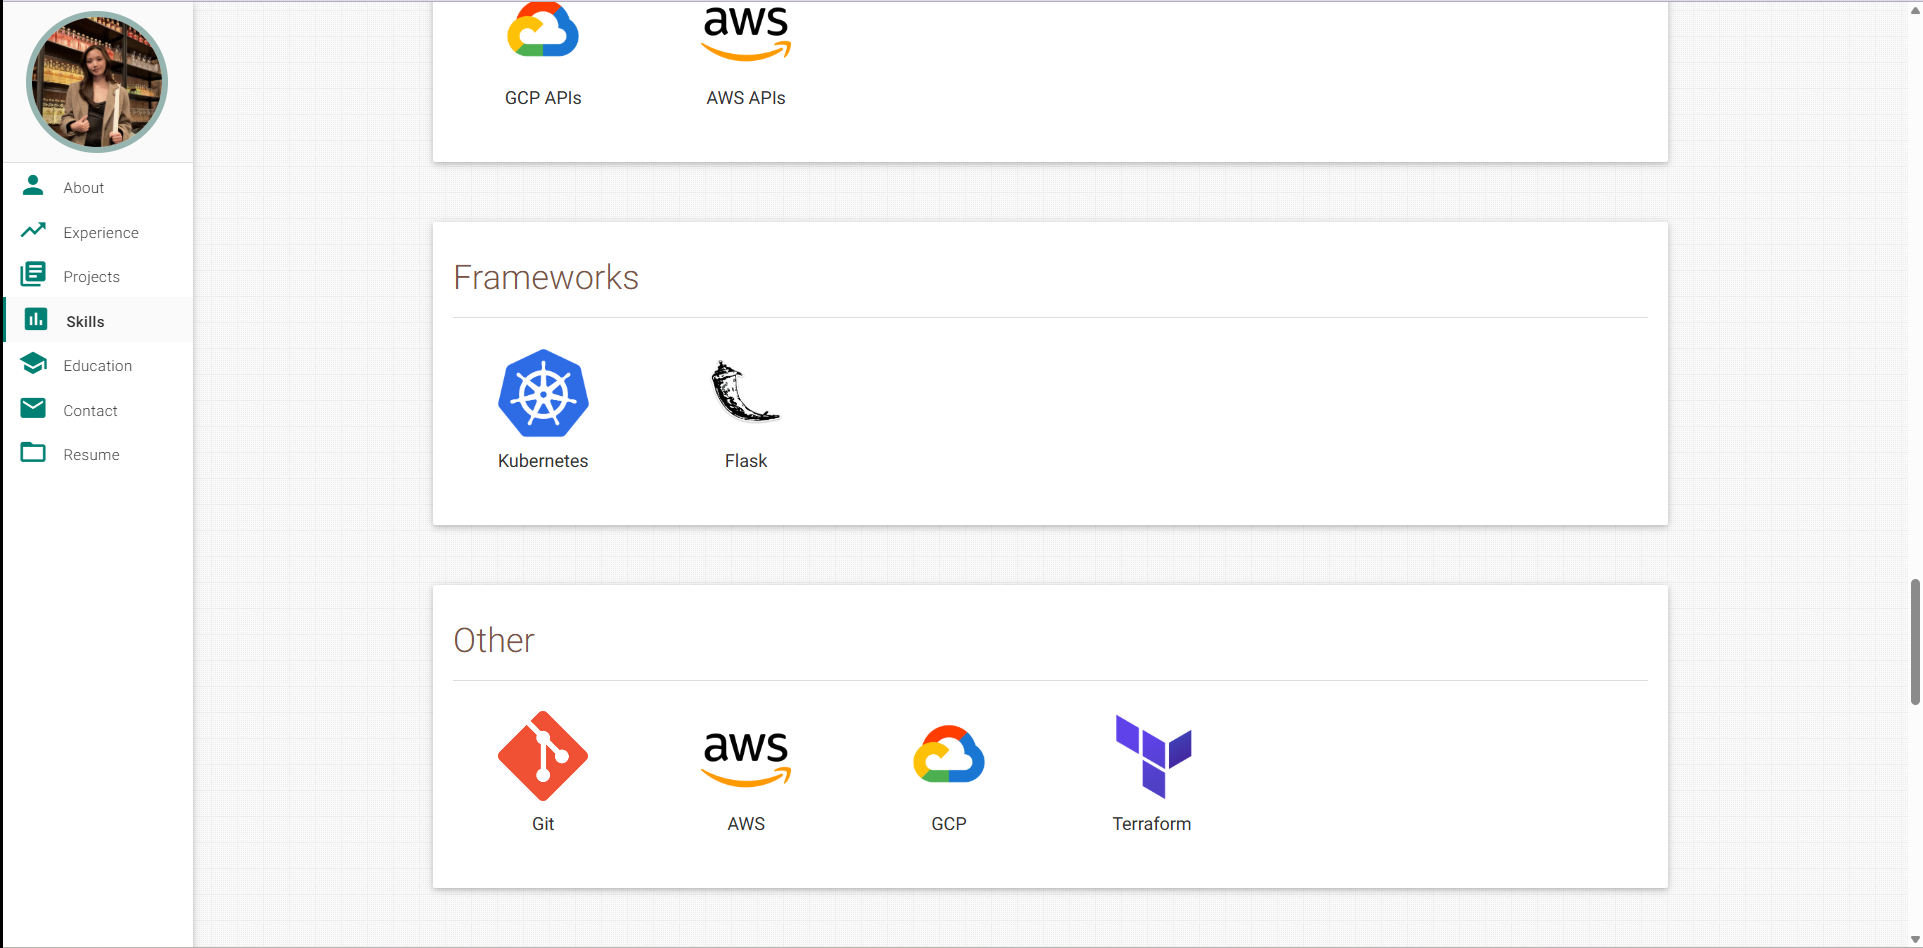 About
Experience
Projects
Skills
Education
Contact
Resume
aws
GCP APIs
AWS APIs
Frameworks
Kubernetes
Flask
Other
aws
Git
AWS
GCP
Terraform